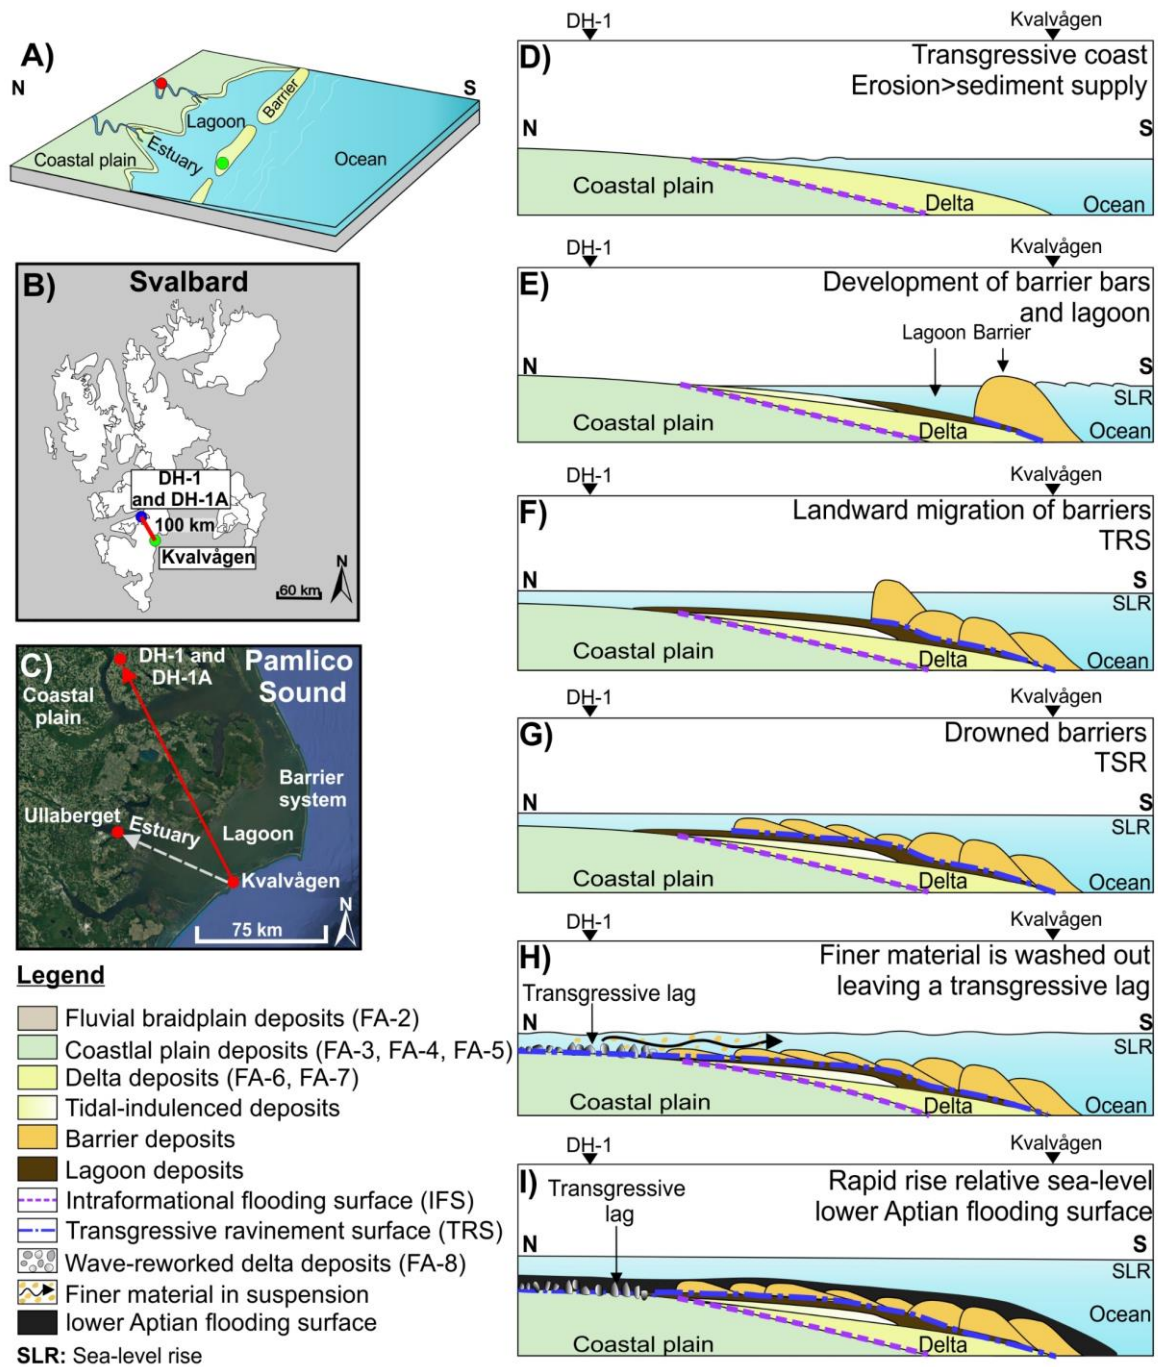 A)
N
S
Barrier
Lagoon
Estuary
Coastal plain
Ocean
B)
Svalbard
DH-1
and DH-1A
100 km
Kvalvågen
N
60 km
C)
DH-1 and
DH-1A
Pamlico
Sound
Coastal
plain
Barrier
system
Ullaberget
Estuary
Lagoon
Kvalvågen
N
75 km
Legend
Fluvial braidplain deposits (FA-2)
Coastlal plain deposits (FA-3, FA-4, FA-5)
Delta deposits (FA-6, FA-7)
Tidal-indulenced deposits
Barrier deposits
Lagoon deposits
Intraformational flooding surface (IFS)
Transgressive ravinement surface (TRS)
Wave-reworked delta deposits (FA-8)
Finer material in suspension
lower Aptian flooding surface
SLR: Sea-level rise
DH-1
Kvalvågen
D)
Transgressive coast
Erosion>sediment supply
N
S
Coastal plain
Delta
Ocean
DH-1
Kvalvågen
E)
Development of barrier bars
and lagoon
Lagoon Barrier
N
S
SLR
Coastal plain
Delta
Ocean
DH-1
Kvalvågen
F)
Landward migration of barriers
TRS
N
S
SLR
Coastal plain
Delta
Ocean
DH-1
Kvalvågen
G)
Drowned barriers
TSR
N
S
SLR
Coastal plain
Delta
Ocean
DH-1
Kvalvågen
H)
Finer material is washed out
leaving a transgressive lag
Transgressive lag
N
S
SLR
Coastal plain
Delta
Ocean
DH-1
Kvalvågen
I)
Rapid rise relative sea-level
lower Aptian flooding surface
Transgressive
lag
N
S
SLR
Ocean
Coastal plain
Delta